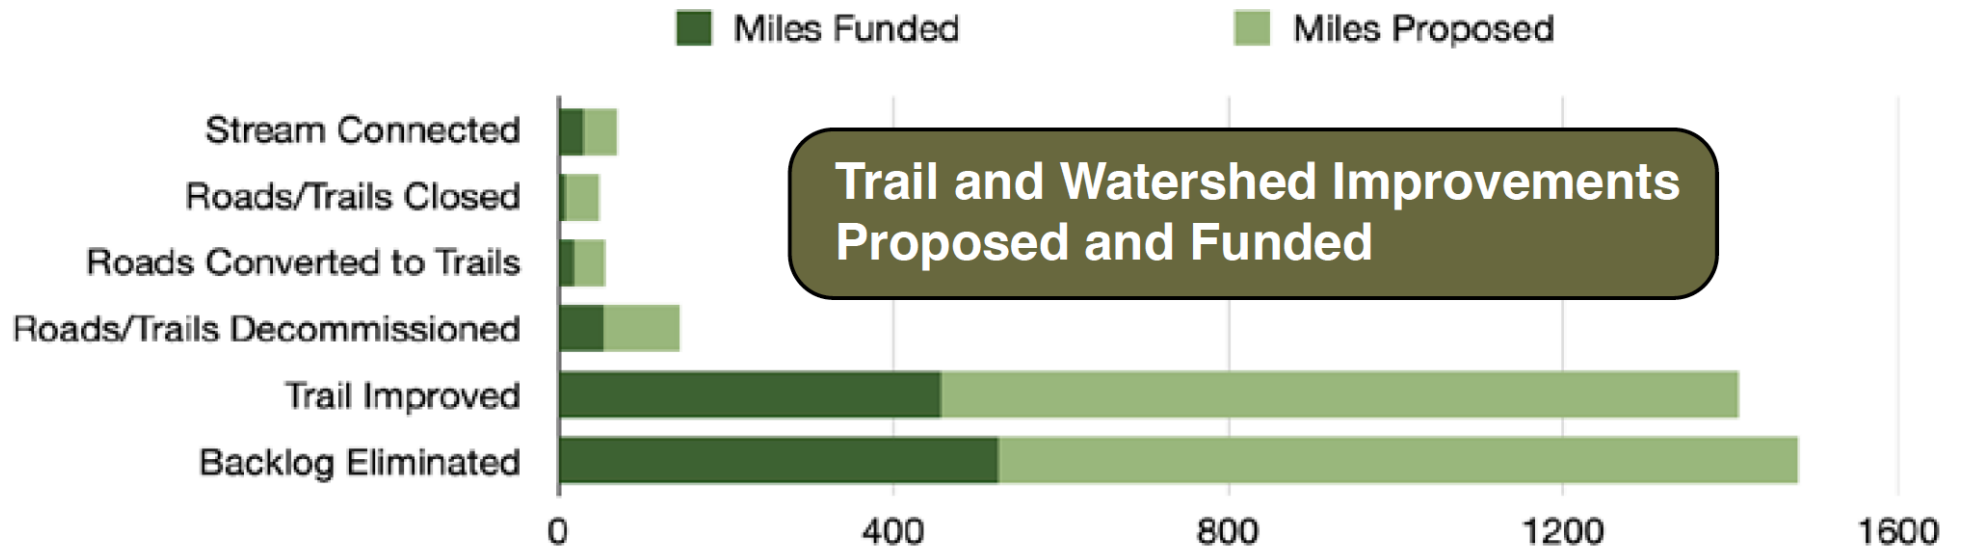 Miles Funded
Miles Proposed
Stream Connected
Roads/Trails Closed
Roads Converted to Trails
Roads/Trails Decommissioned
Trail Improved
Backlog Eliminated
Trail and Watershed Improvements
Proposed and Funded
0 400 800 1200 1600